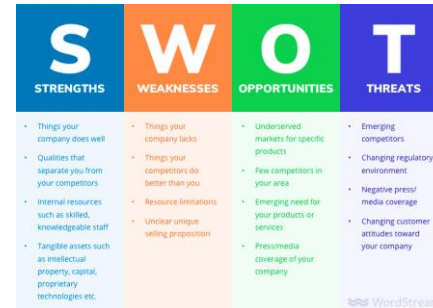 S
STRENGTHS
Things your
company does well
Qualities that
separate you from
your competitors
Internal resources
such as skilled,
knowledgeable staff
Tangible assets such
as intellectual
property, capital,
proprietary
technologies etc.
W
WEAKNESSES
Things your
company lacks
Things your
competitors do
better than you
Resource limitations
Unclear unique
selling proposition
O
OPPORTUNITIES
Underserved
markets for specific
products
Few competitors in
your area
Emerging need for
your products or
services
Press/media
coverage of your
company
T
THREATS
Emerging
competitors
Changing regulatory
environment
Negative press/
media coverage
Changing customer
attitudes toward
your company
WordStream